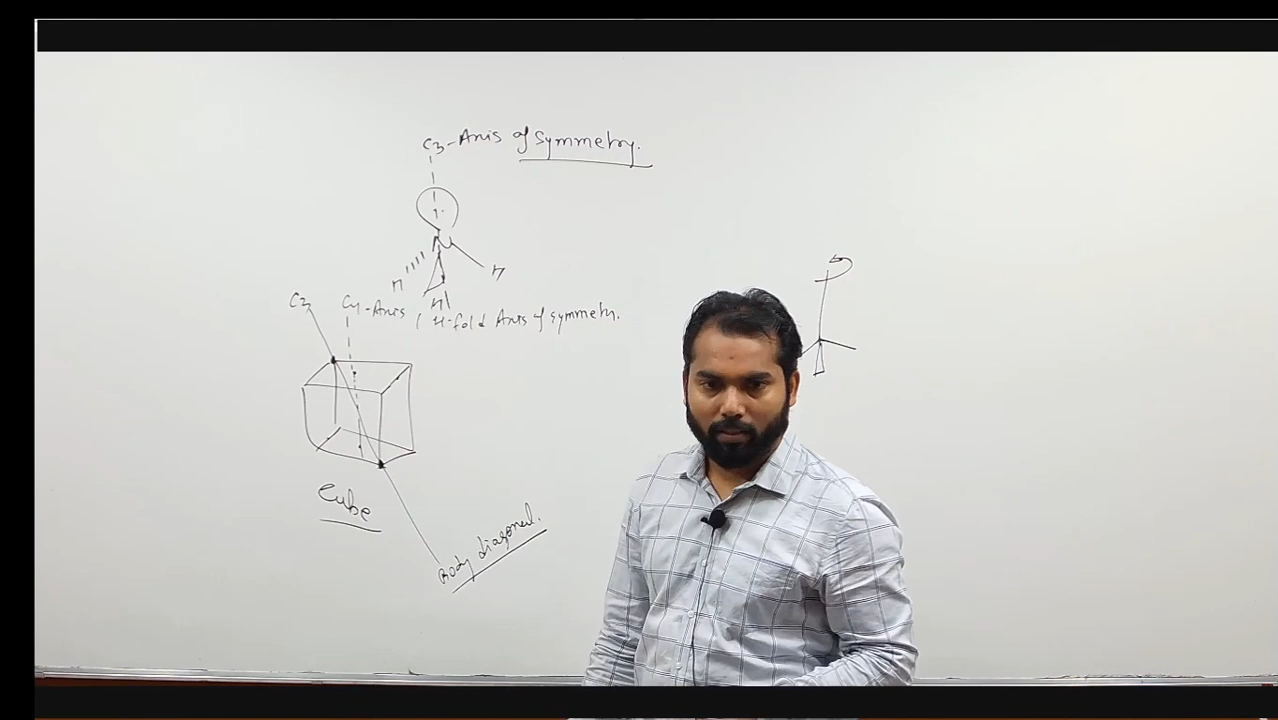 C3-Axis of Symmetry.
N
H
H
H
C3
C4-Axis / 4-fold Axis of symmetry.
Cube
Body diagonal.